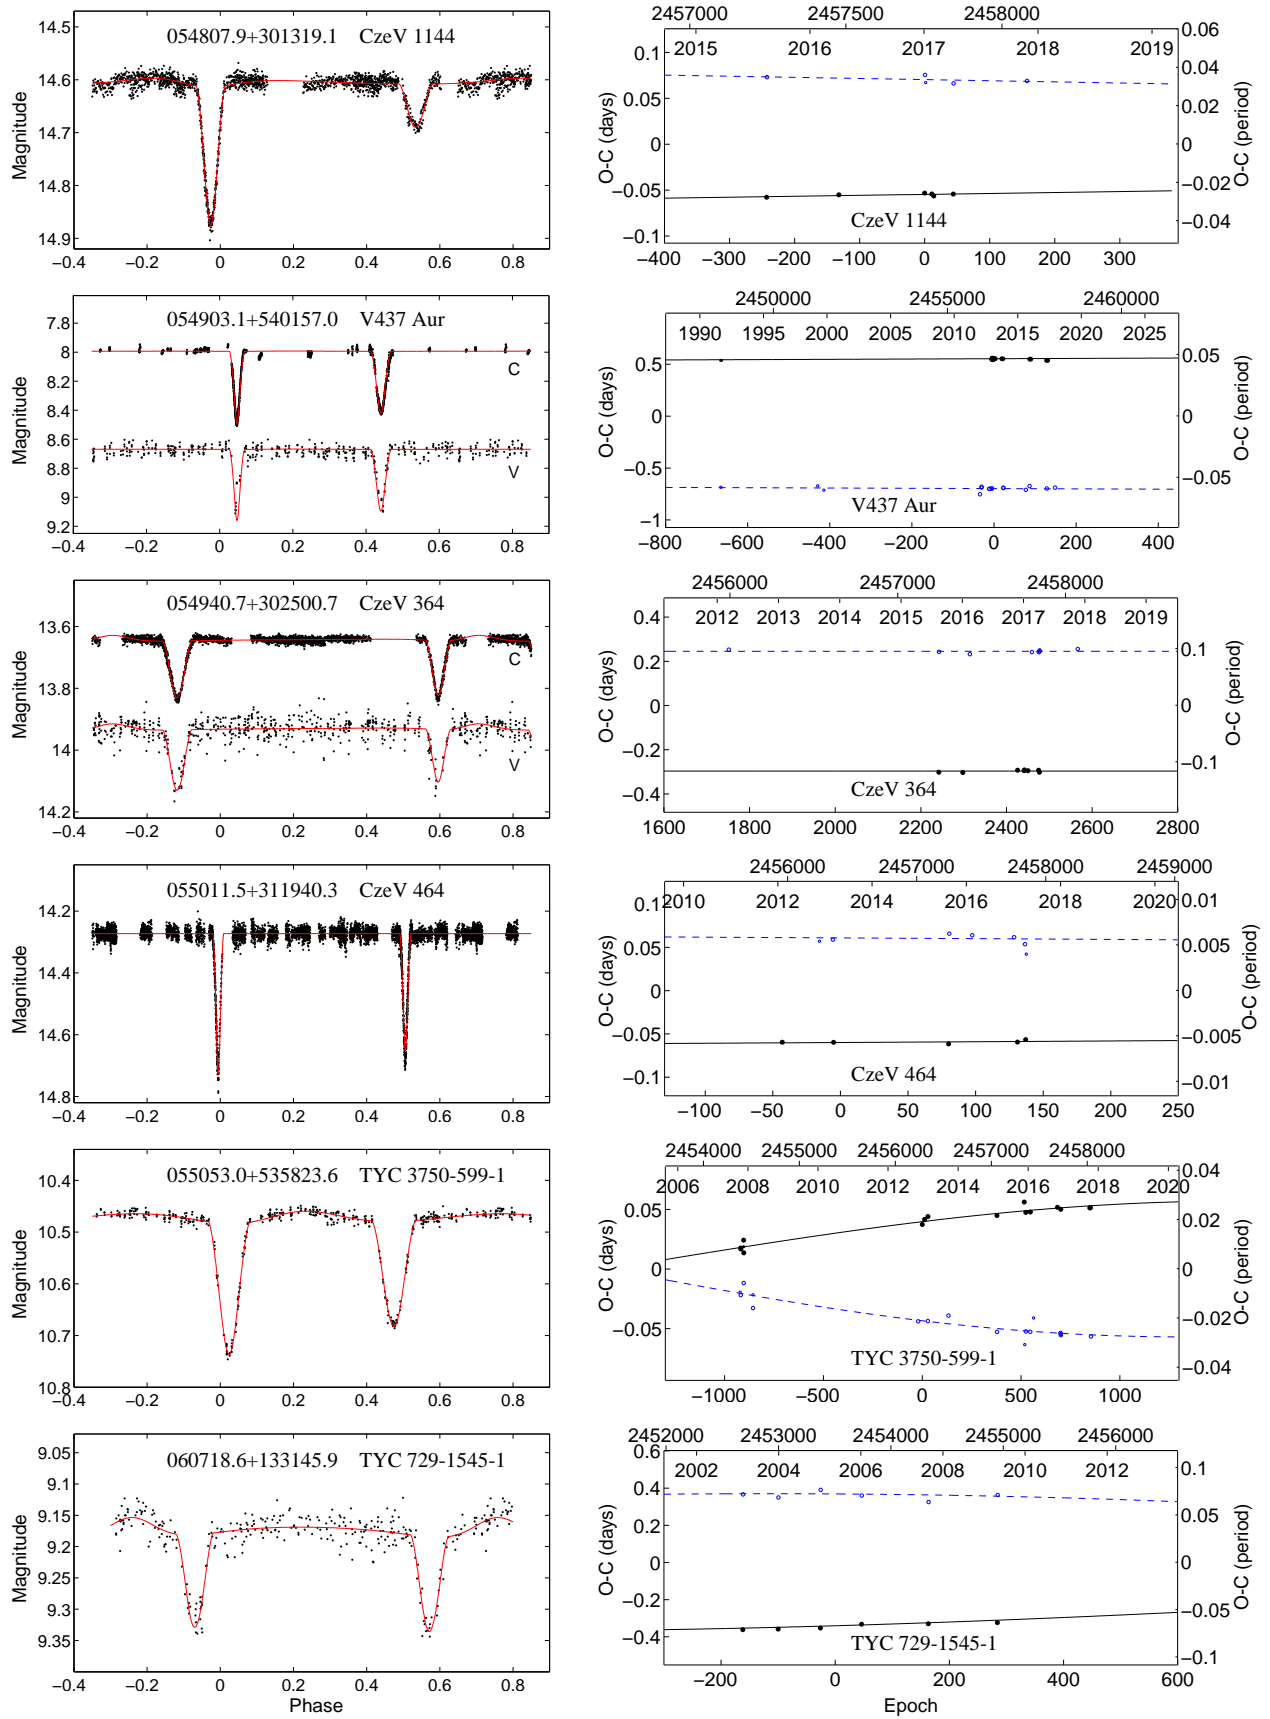 054807.9+301319.1 CzeV 1144
Magnitude
14.5
14.6
14.7
14.8
14.9
−0.4 −0.2 0 0.2 0.4 0.6 0.8
2457000 2457500 2458000
2015 2016 2017 2018 2019
O-C (days)
0.1
0.05
0
−0.05
−0.1
O-C (period)
0.06
0.04
0.02
0
−0.02
−0.04
CzeV 1144
−400 −300 −200 −100 0 100 200 300
054903.1+540157.0 V437 Aur
Magnitude
7.8
8
8.2
8.4
8.6
8.8
9
9.2
C
V
−0.4 −0.2 0 0.2 0.4 0.6 0.8
2450000 2455000 2460000
1990 1995 2000 2005 2010 2015 2020 2025
O-C (days)
0.5
0
−0.5
−1
O-C (period)
0.05
0
−0.05
V437 Aur
−800 −600 −400 −200 0 200 400
054940.7+302500.7 CzeV 364
Magnitude
13.6
13.8
14
14.2
C
V
−0.4 −0.2 0 0.2 0.4 0.6 0.8
2456000 2457000 2458000
2012 2013 2014 2015 2016 2017 2018 2019
O-C (days)
0.4
0.2
0
−0.2
−0.4
O-C (period)
0.1
0
−0.1
CzeV 364
1600 1800 2000 2200 2400 2600 2800
055011.5+311940.3 CzeV 464
Magnitude
14.2
14.4
14.6
14.8
−0.4 −0.2 0 0.2 0.4 0.6 0.8
2456000 2457000 2458000 2459000
2010 2012 2014 2016 2018 2020
O-C (days)
0.1
0.05
0
−0.05
−0.1
O-C (period)
0.01
0.005
0
−0.005
−0.01
CzeV 464
−100 −50 0 50 100 150 200 250
055053.0+535823.6 TYC 3750-599-1
Magnitude
10.4
10.5
10.6
10.7
10.8
−0.4 −0.2 0 0.2 0.4 0.6 0.8
2454000 2455000 2456000 2457000 2458000
2006 2008 2010 2012 2014 2016 2018 2020
O-C (days)
0.05
0
−0.05
O-C (period)
0.04
0.02
0
−0.02
−0.04
TYC 3750-599-1
−1000 −500 0 500 1000
060718.6+133145.9 TYC 729-1545-1
Magnitude
9.05
9.1
9.15
9.2
9.25
9.3
9.35
−0.4 −0.2 0 0.2 0.4 0.6 0.8
Phase
2452000 2453000 2454000 2455000 2456000
2002 2004 2006 2008 2010 2012
O-C (days)
0.6
0.4
0.2
0
−0.2
−0.4
O-C (period)
0.1
0.05
0
−0.05
−0.1
TYC 729-1545-1
−200 0 200 400 600
Epoch